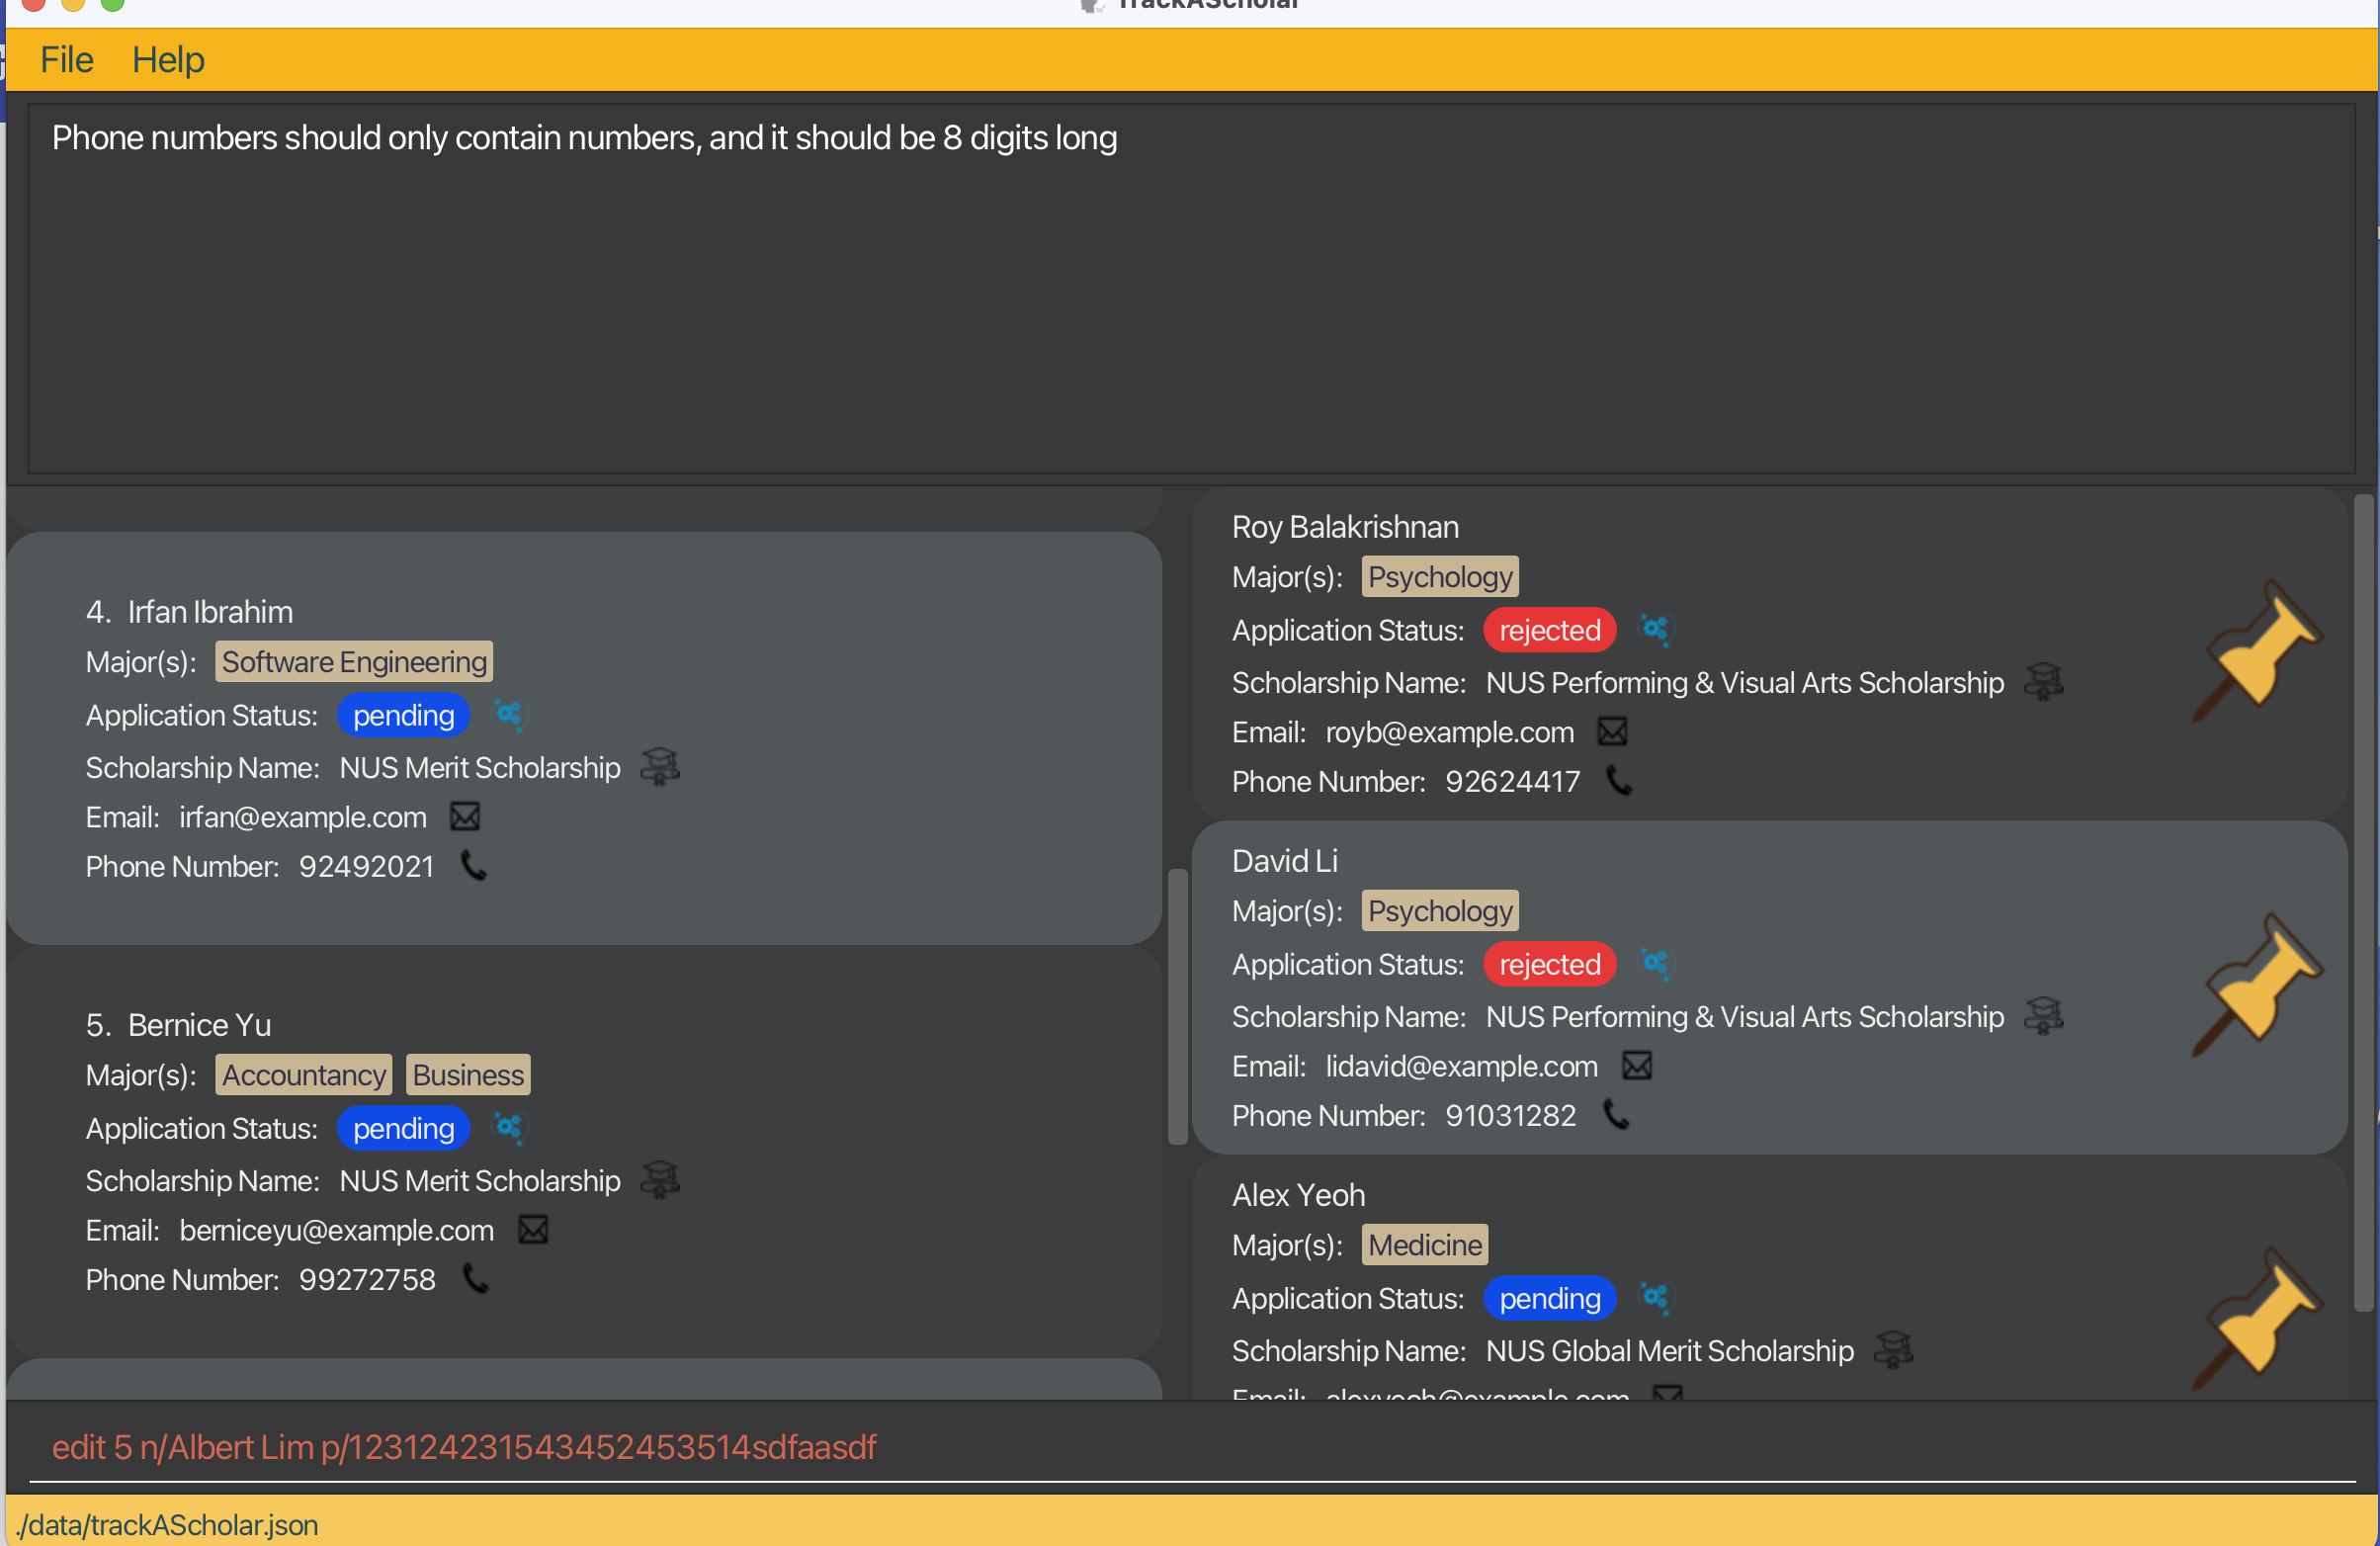 TrackAScholar
File Help
Phone numbers should only contain numbers, and it should be 8 digits long
4. Irfan Ibrahim
Major(s): Software Engineering
Application Status: pending
Scholarship Name: NUS Merit Scholarship
Email: irfan@example.com
Phone Number: 92492021
5. Bernice Yu
Major(s): Accountancy Business
Application Status: pending
Scholarship Name: NUS Merit Scholarship
Email: berniceyu@example.com
Phone Number: 99272758
Roy Balakrishnan
Major(s): Psychology
Application Status: rejected
Scholarship Name: NUS Performing & Visual Arts Scholarship
Email: royb@example.com
Phone Number: 92624417
David Li
Major(s): Psychology
Application Status: rejected
Scholarship Name: NUS Performing & Visual Arts Scholarship
Email: lidavid@example.com
Phone Number: 91031282
Alex Yeoh
Major(s): Medicine
Application Status: pending
Scholarship Name: NUS Global Merit Scholarship
Email: alexyeoh@example.com
edit 5 n/Albert Lim p/123124231543452453514sdfaasdf
./data/trackAScholar.json